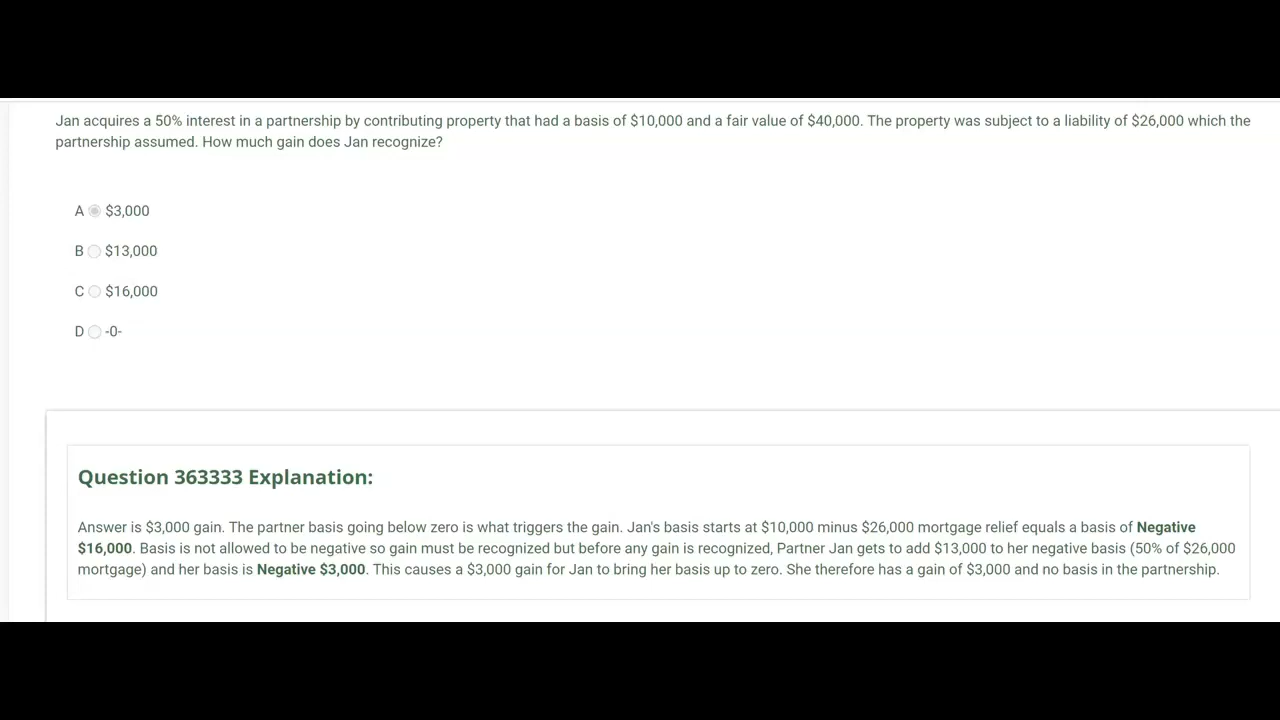 Jan acquires a 50% interest in a partnership by contributing property that had a basis of $10,000 and a fair value of $40,000. The property was subject to a liability of $26,000 which the
partnership assumed. How much gain does Jan recognize?
A $3,000
B $13,000
C $16,000
D -0-
Question 363333 Explanation:
Answer is $3,000 gain. The partner basis going below zero is what triggers the gain. Jan's basis starts at $10,000 minus $26,000 mortgage relief equals a basis of Negative
$16,000. Basis is not allowed to be negative so gain must be recognized but before any gain is recognized, Partner Jan gets to add $13,000 to her negative basis (50% of $26,000
mortgage) and her basis is Negative $3,000. This causes a $3,000 gain for Jan to bring her basis up to zero. She therefore has a gain of $3,000 and no basis in the partnership.